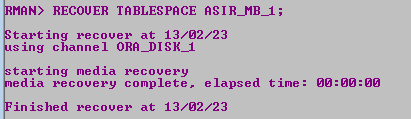 RMAN> RECOVER TABLESPACE ASIR_MB_1;
Starting recover at 13/02/23
using channel ORA_DISK_1
starting media recovery
media recovery complete, elapsed time: 00:00:00
Finished recover at 13/02/23